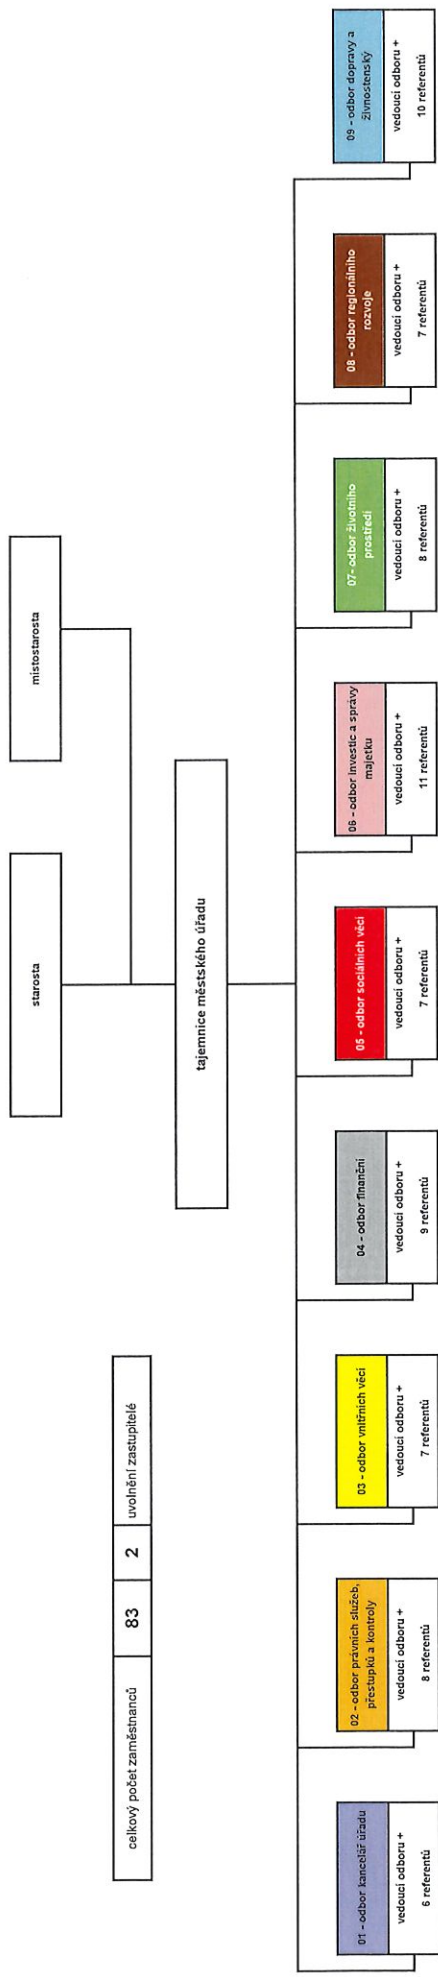 starosta
místostarosta
celkový počet zaměstnanců
83
2
uvolnění zastupitelé
tajemnice městského úřadu
01 - odbor kancelář úřadu
vedoucí odboru +
6 referentů
02 - odbor právních služeb,
přestupků a kontroly
vedoucí odboru +
8 referentů
03 - odbor vnitřních věcí
vedoucí odboru +
7 referentů
04 - odbor finanční
vedoucí odboru +
9 referentů
05 - odbor sociálních věcí
vedoucí odboru +
7 referentů
06 - odbor investic a správy
majetku
vedoucí odboru +
11 referentů
07- odbor životního
prostředí
vedoucí odboru +
8 referentů
08 - odbor regionálního
rozvoje
vedoucí odboru +
7 referentů
09 - odbor dopravy a
živnostenský
vedoucí odboru +
10 referentů